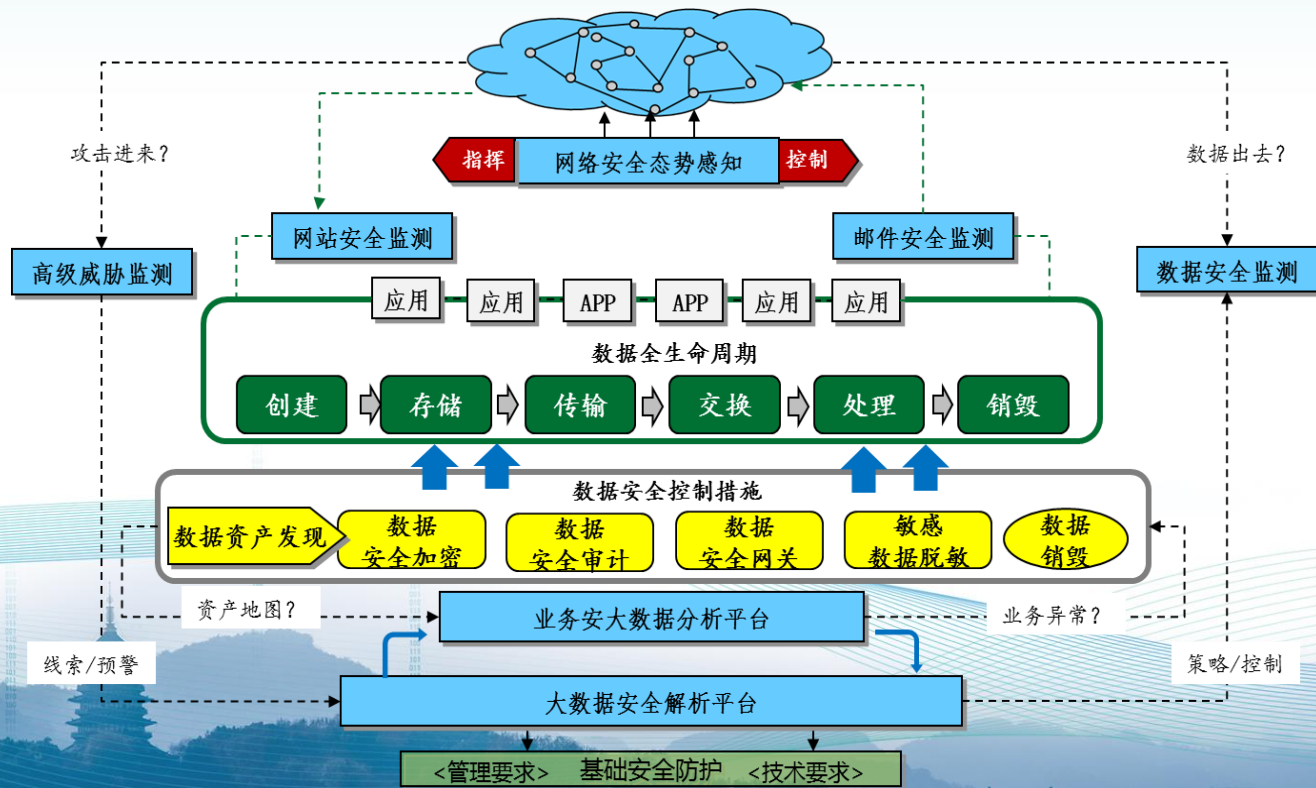 攻击进来?
指挥
网络安全态势感知
控制
数据出去?
网站安全监测
邮件安全监测
高级威胁监测
数据安全监测
应用
应用
APP
APP
应用
应用
数据全生命周期
创建
存储
传输
交换
处理
销毁
数据安全控制措施
数据资产发现
数据
安全加密
数据
安全审计
数据
安全网关
敏感
数据脱敏
数据
销毁
资产地图?
业务安大数据分析平台
业务异常?
线索/预警
策略/控制
大数据安全解析平台
<管理要求>
基础安全防护
<技术要求>